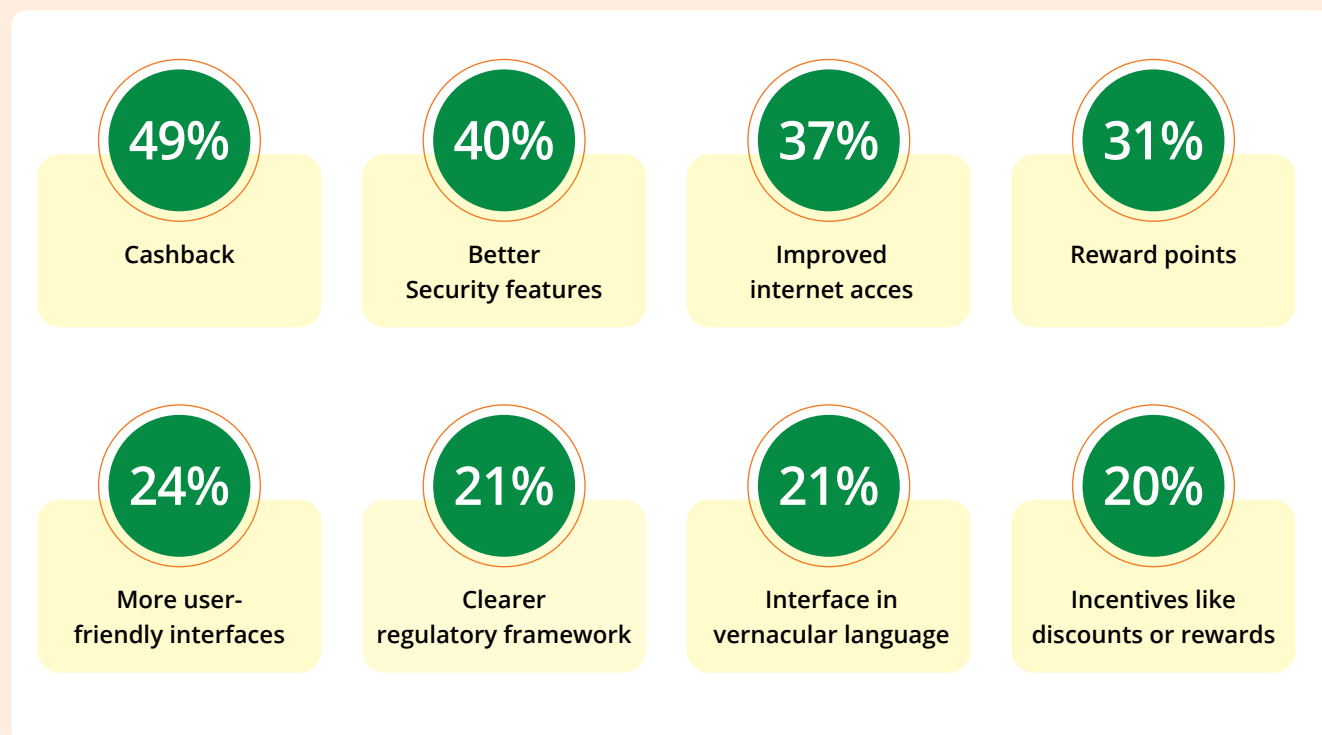 49%
Cashback
40%
Better
Security features
37%
Improved
internet acces
31%
Reward points
24%
More user-
friendly interfaces
21%
Clearer
regulatory framework
21%
Interface in
vernacular language
20%
Incentives like
discounts or rewards